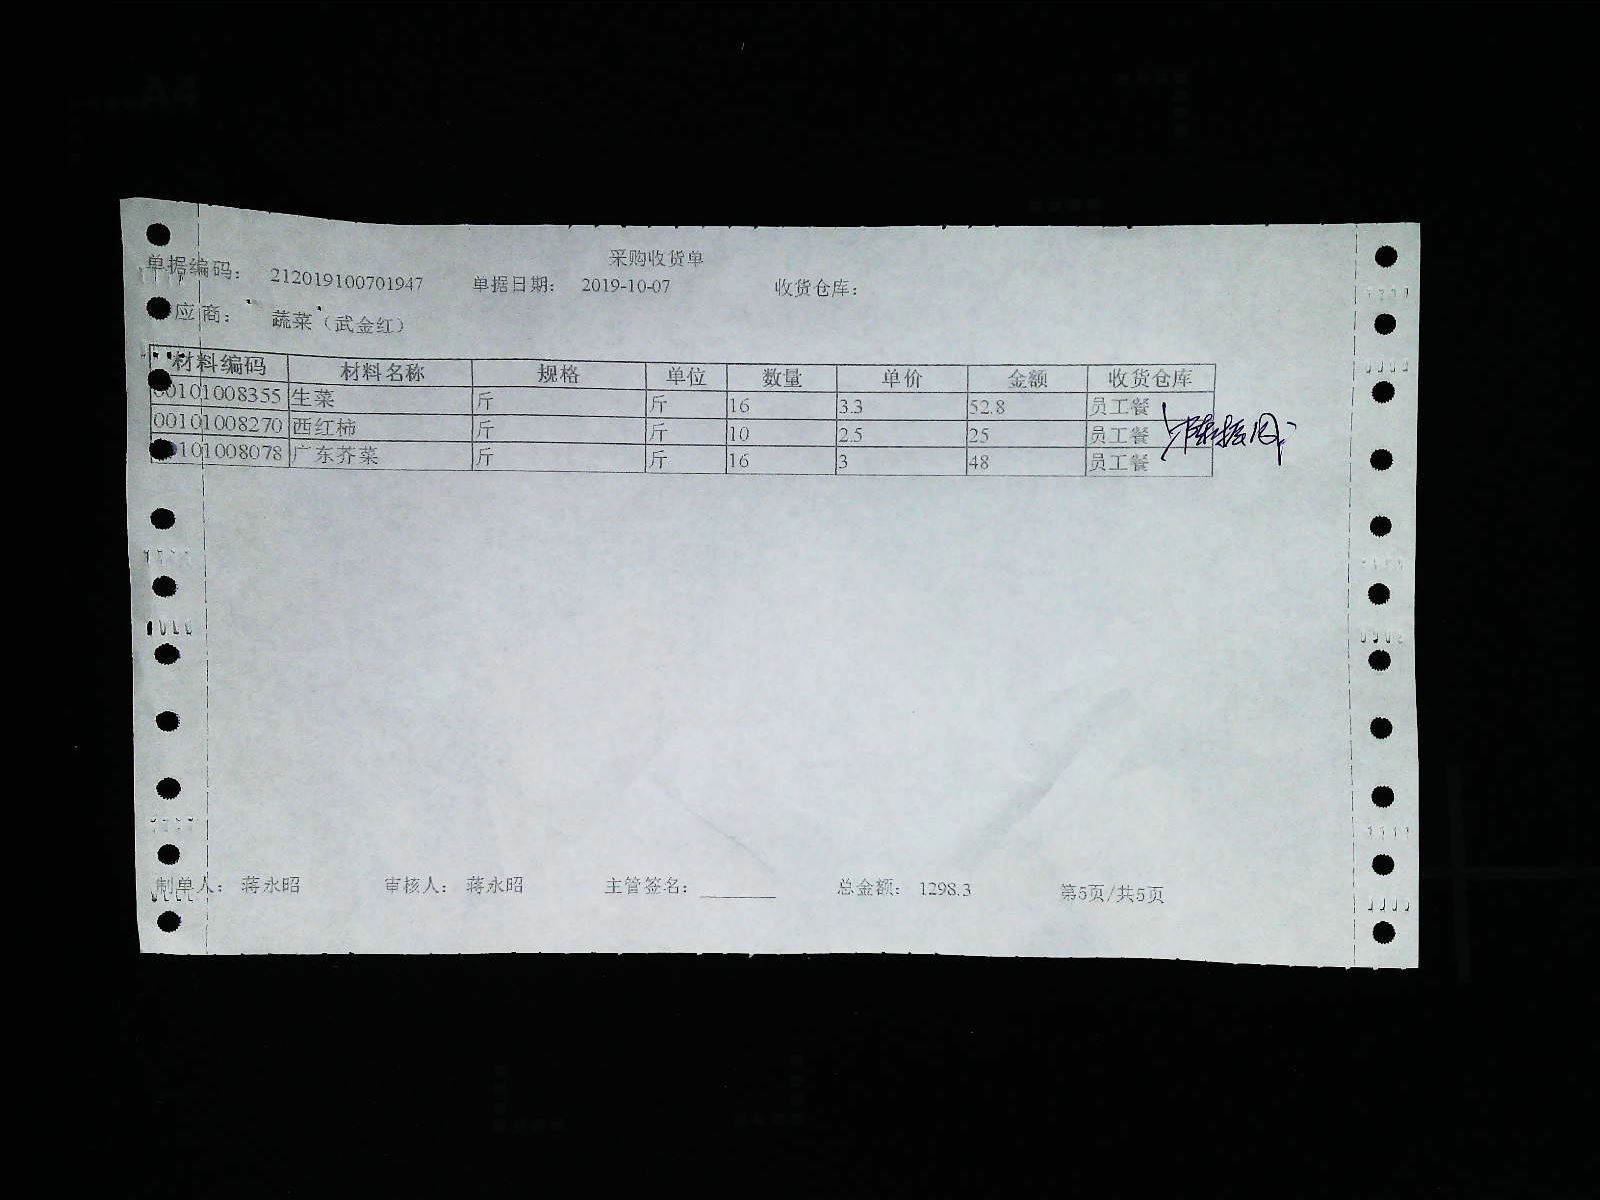 采购收货单
单据编码： 212019100701947 单据日期： 2019-10-07 收货仓库：
应商： 蔬菜（武金红）
材料编码 材料名称 规格 单位 数量 单价 金额 收货仓库
00101008355 生菜 斤 斤 16 3.3 52.8 员工餐
00101008270 西红柿 斤 斤 10 2.5 25 员工餐
0101008078 广东芥菜 斤 斤 16 3 48 员工餐
制单人： 蒋永昭 审核人： 蒋永昭 主管签名： 总金额： 1298.3 第5页/共5页